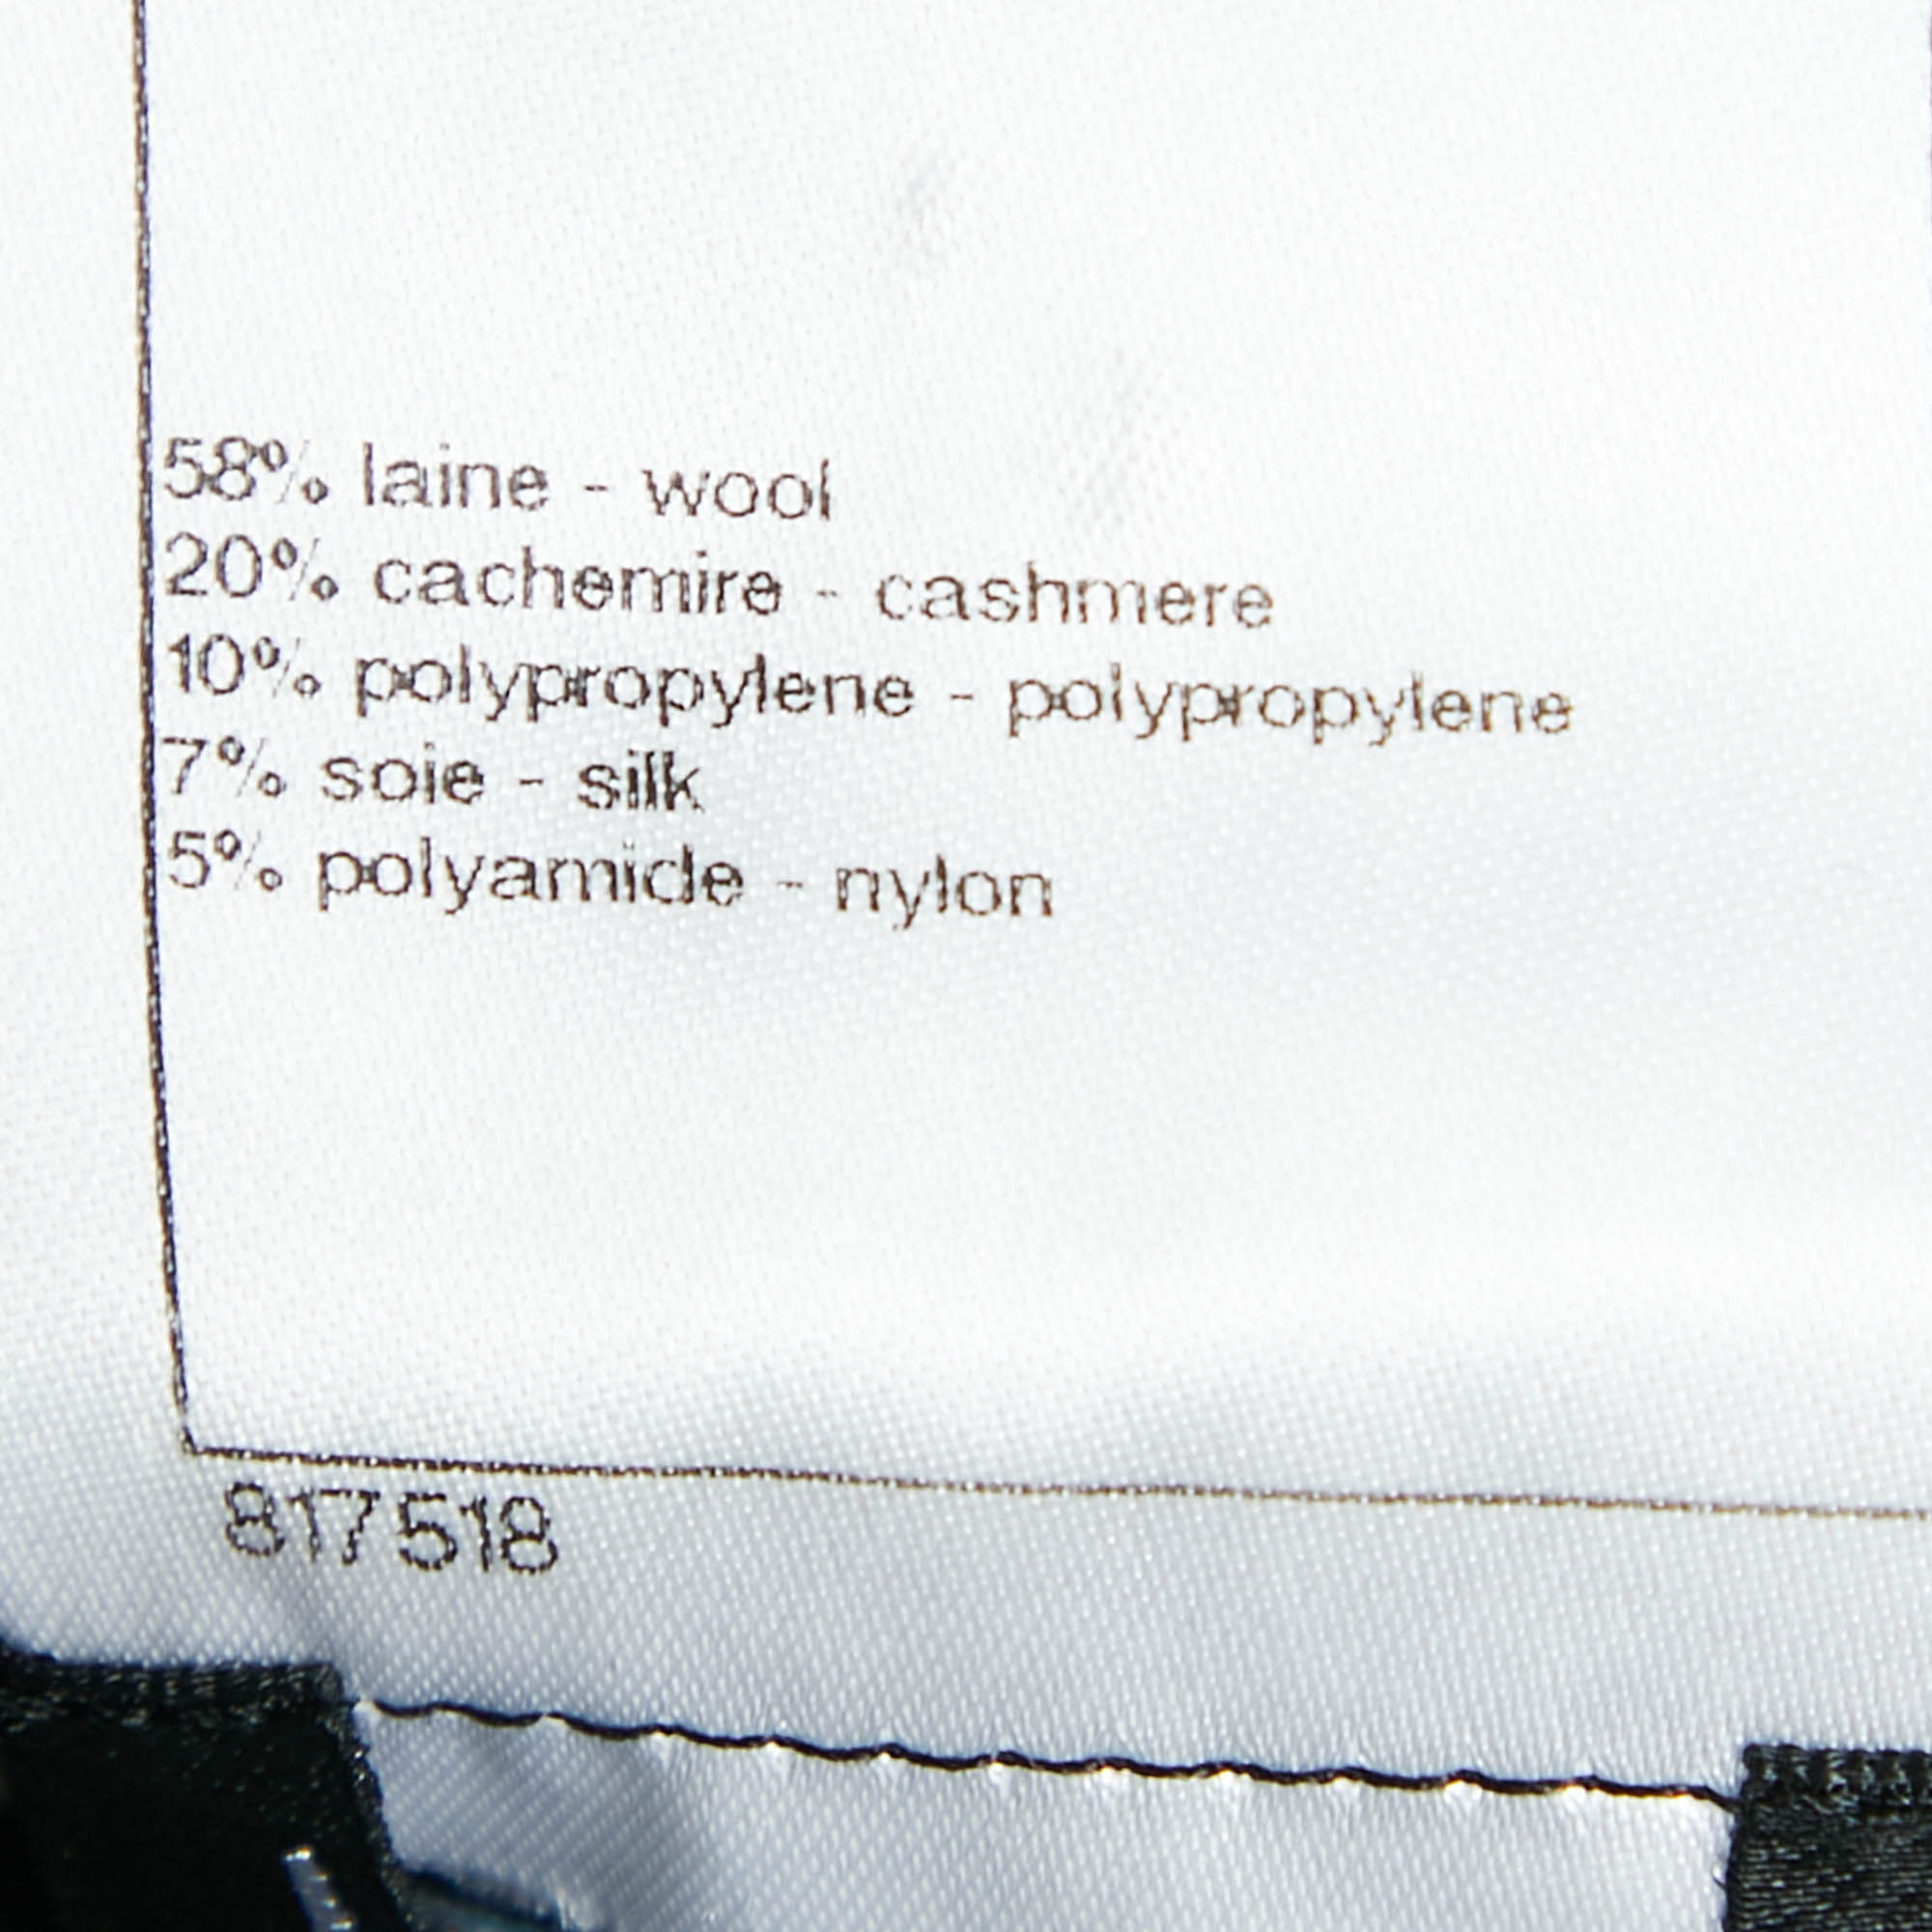 58% laine - wool
20% cachemire - cashmere
10% polypropylene - polypropylene
7% soie - silk
5% polyamide - nylon
817518